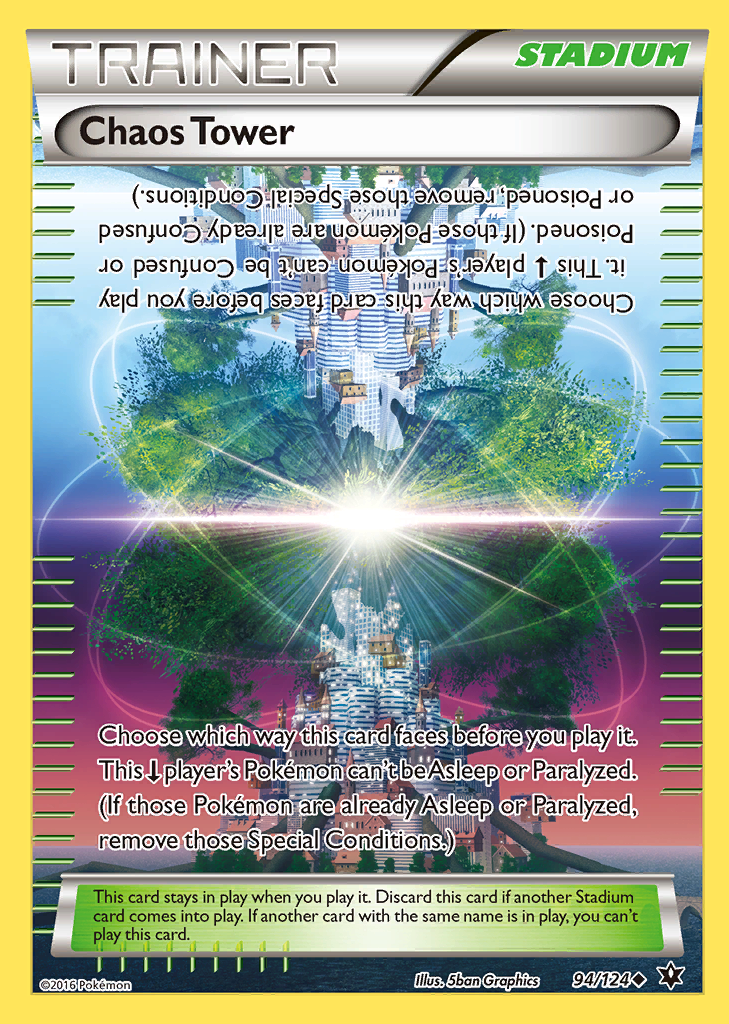 TRAINER
STADIUM
Chaos Tower
Choose which way this card faces before you play
it. This ⬆ player's Pokémon can't be Confused or
Poisoned. (If those Pokémon are already Confused
or Poisoned, remove those Special Conditions.)
Choose which way this card faces before you play it.
This ⬇ player's Pokémon can't be Asleep or Paralyzed.
(If those Pokémon are already Asleep or Paralyzed,
remove those Special Conditions.)
This card stays in play when you play it. Discard this card if another Stadium
card comes into play. If another card with the same name is in play, you can't
play this card.
©2016 Pokémon
Illus. 5ban Graphics
94/124